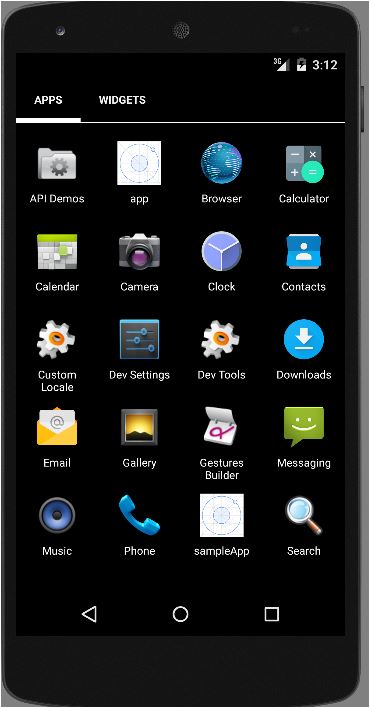 3G 3:12
APPS WIDGETS
API Demos app Browser Calculator
Calendar Camera Clock Contacts
Custom Locale Dev Settings Dev Tools Downloads
Email Gallery Gestures Builder Messaging
Music Phone sampleApp Search